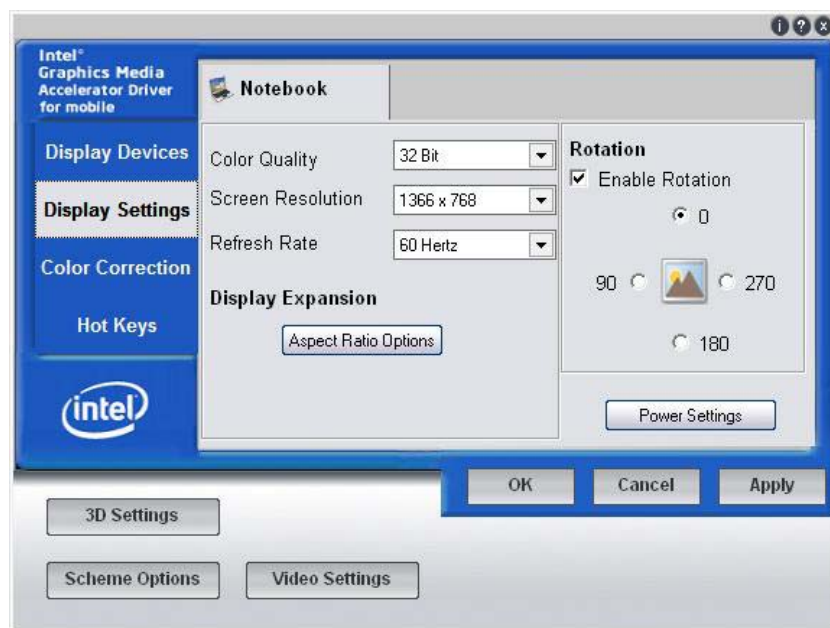 Intel®
Graphics Media
Accelerator Driver
for mobile
Notebook
Display Devices
Display Settings
Color Correction
Hot Keys
intel
Color Quality
32 Bit
Screen Resolution
1366 x 768
Refresh Rate
60 Hertz
Display Expansion
Aspect Ratio Options
Rotation
Enable Rotation
0
90
270
180
Power Settings
OK
Cancel
Apply
3D Settings
Scheme Options
Video Settings